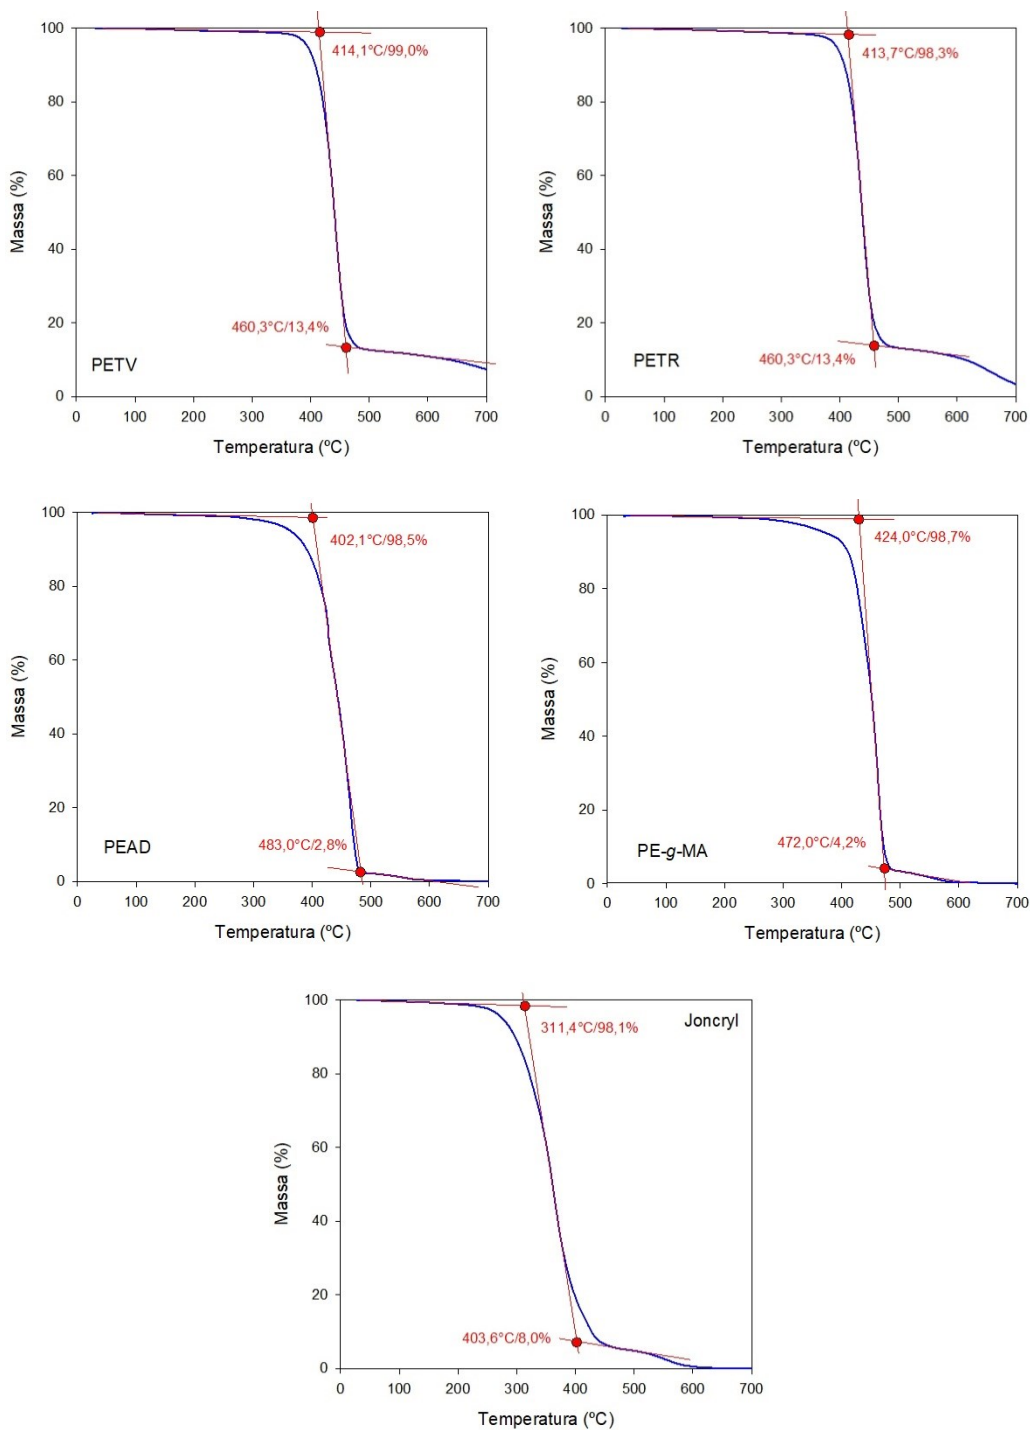 100
414,1°C/99,0%
80
60
Massa (%)
40
20
460,3°C/13,4%
PETV
0
0 100 200 300 400 500 600 700
Temperatura (ºC)
100
413,7°C/98,3%
80
60
Massa (%)
40
20
460,3°C/13,4%
PETR
0
0 100 200 300 400 500 600 700
Temperatura (ºC)
100
402,1°C/98,5%
80
60
Massa (%)
40
20
483,0°C/2,8%
PEAD
0
0 100 200 300 400 500 600 700
Temperatura (ºC)
100
424,0°C/98,7%
80
60
Massa (%)
40
20
472,0°C/4,2%
PE-g-MA
0
0 100 200 300 400 500 600 700
Temperatura (ºC)
100
Joncryl
311,4°C/98,1%
80
60
Massa (%)
40
20
403,6°C/8,0%
0
0 100 200 300 400 500 600 700
Temperatura (ºC)